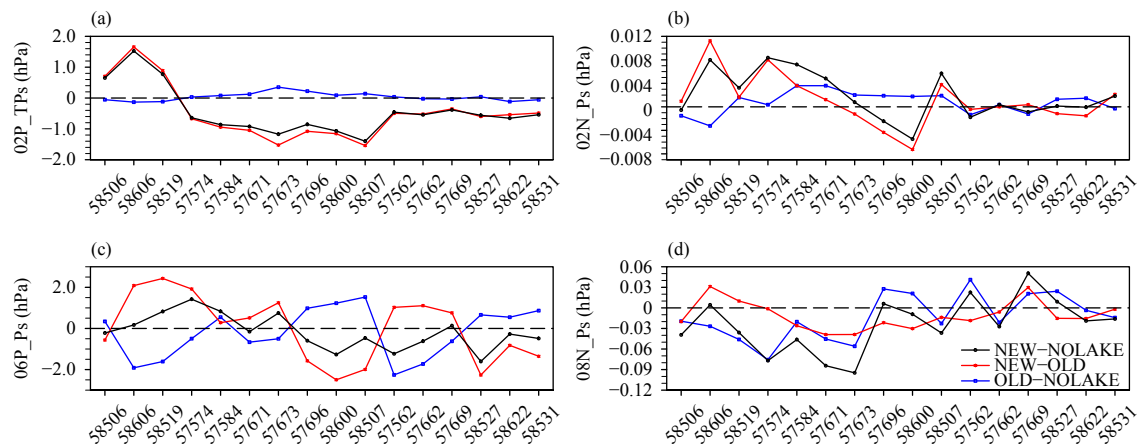 (a)
02P_TPs (hPa)
2.0
1.0
0
−1.0
−2.0
58506 58606 58519 57574 57584 57671 57673 57696 58600 58507 57562 57662 57669 58527 58622 58531
(b)
02N_Ps (hPa)
0.012
0.008
0.004
0
−0.004
−0.008
58506 58606 58519 57574 57584 57671 57673 57696 58600 58507 57562 57662 57669 58527 58622 58531
(c)
06P_Ps (hPa)
2.0
0
−2.0
58506 58606 58519 57574 57584 57671 57673 57696 58600 58507 57562 57662 57669 58527 58622 58531
(d)
08N_Ps (hPa)
0.06
0.03
0
−0.03
−0.06
−0.09
−0.12
NEW−NOLAKE
NEW−OLD
OLD−NOLAKE
58506 58606 58519 57574 57584 57671 57673 57696 58600 58507 57562 57662 57669 58527 58622 58531